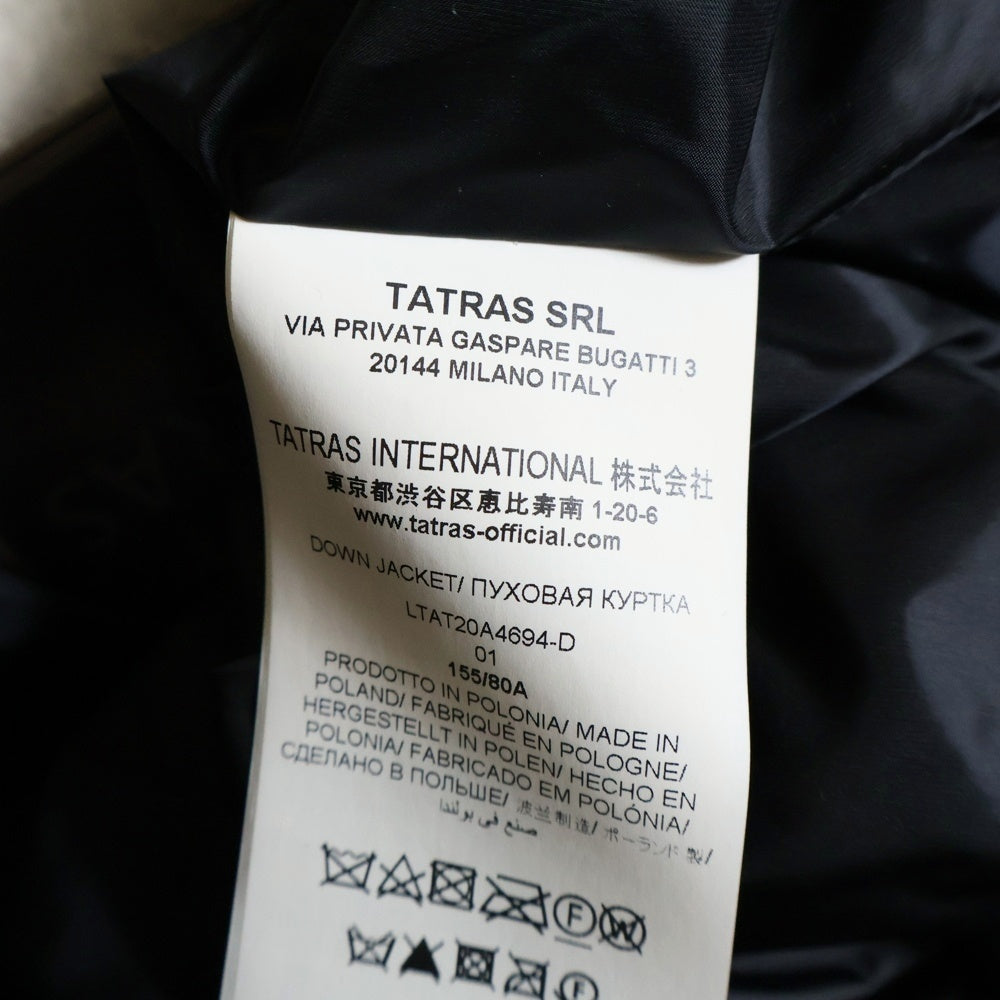 TATRAS SRL
VIA PRIVATA GASPARE BUGATTI 3
20144 MILANO ITALY
TATRAS INTERNATIONAL 株式会社
東京都渋谷区恵比寿南 1-20-6
www.tatras-official.com
DOWN JACKET/ ПУХОВАЯ КУРТКА
LTAT20A4694-D
01
155/80A
PRODOTTO IN POLONIA/ MADE IN
POLAND/ FABRIQUÉ EN POLOGNE/
HERGESTELLT IN POLEN/ HECHO EN
POLONIA/ FABRICADO EM POLÓNIA/
СДЕЛАНО В ПОЛЬШЕ/ 波兰制造/ ポーランド 製/
صنع في بولندا
F W
F